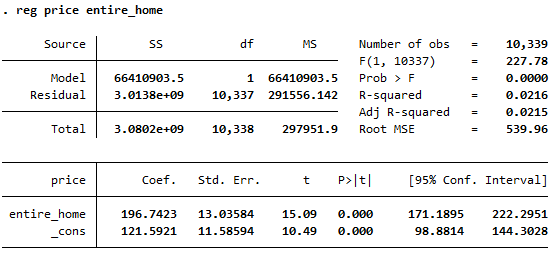 . reg price entire_home
Source SS df MS Number of obs = 10,339
F(1, 10337) = 227.78
Model 66410903.5 1 66410903.5 Prob > F = 0.0000
Residual 3.0138e+09 10,337 291556.142 R-squared = 0.0216
Adj R-squared = 0.0215
Total 3.0802e+09 10,338 297951.9 Root MSE = 539.96
price Coef. Std. Err. t P>|t| [95% Conf. Interval]
entire_home 196.7423 13.03584 15.09 0.000 171.1895 222.2951
_cons 121.5921 11.58594 10.49 0.000 98.8814 144.3028